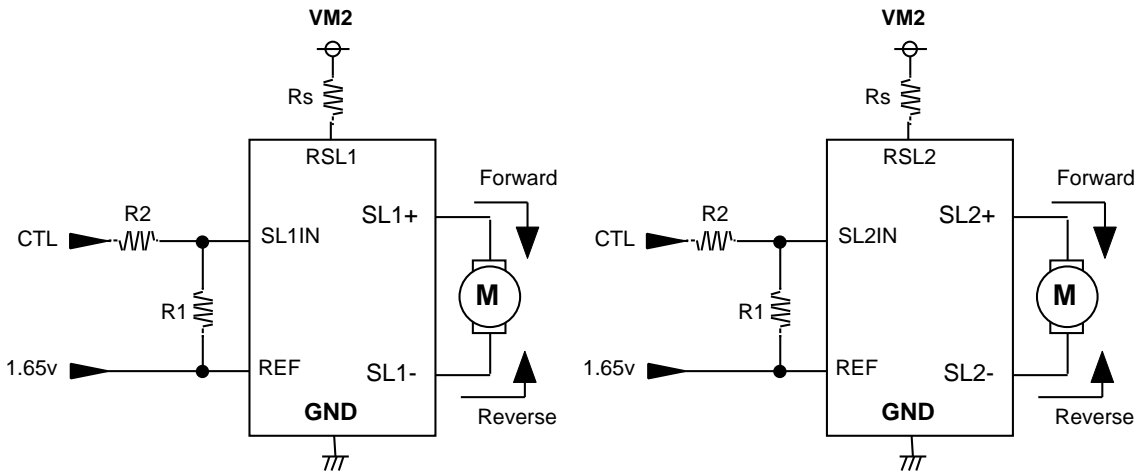 VM2
Rs
RSL1
Forward
SL1+
R2
CTL
SL1IN
M
R1
1.65v
REF
SL1-
GND
Reverse
VM2
Rs
RSL2
Forward
SL2+
R2
CTL
SL2IN
M
R1
1.65v
REF
SL2-
GND
Reverse